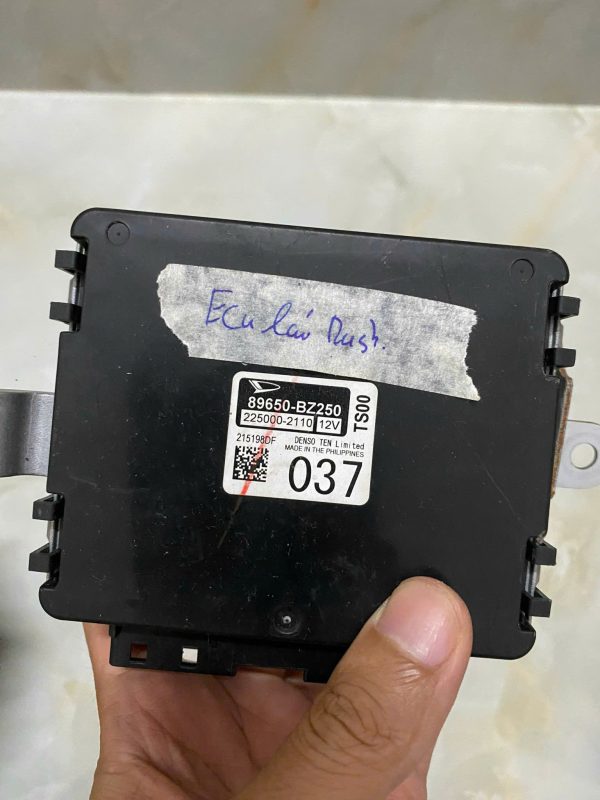 Ecu lái Rush.
89650-BZ250
225000-2110 12V
TS00
215198DF DENSO TEN Limited
MADE IN THE PHILIPPINES
037